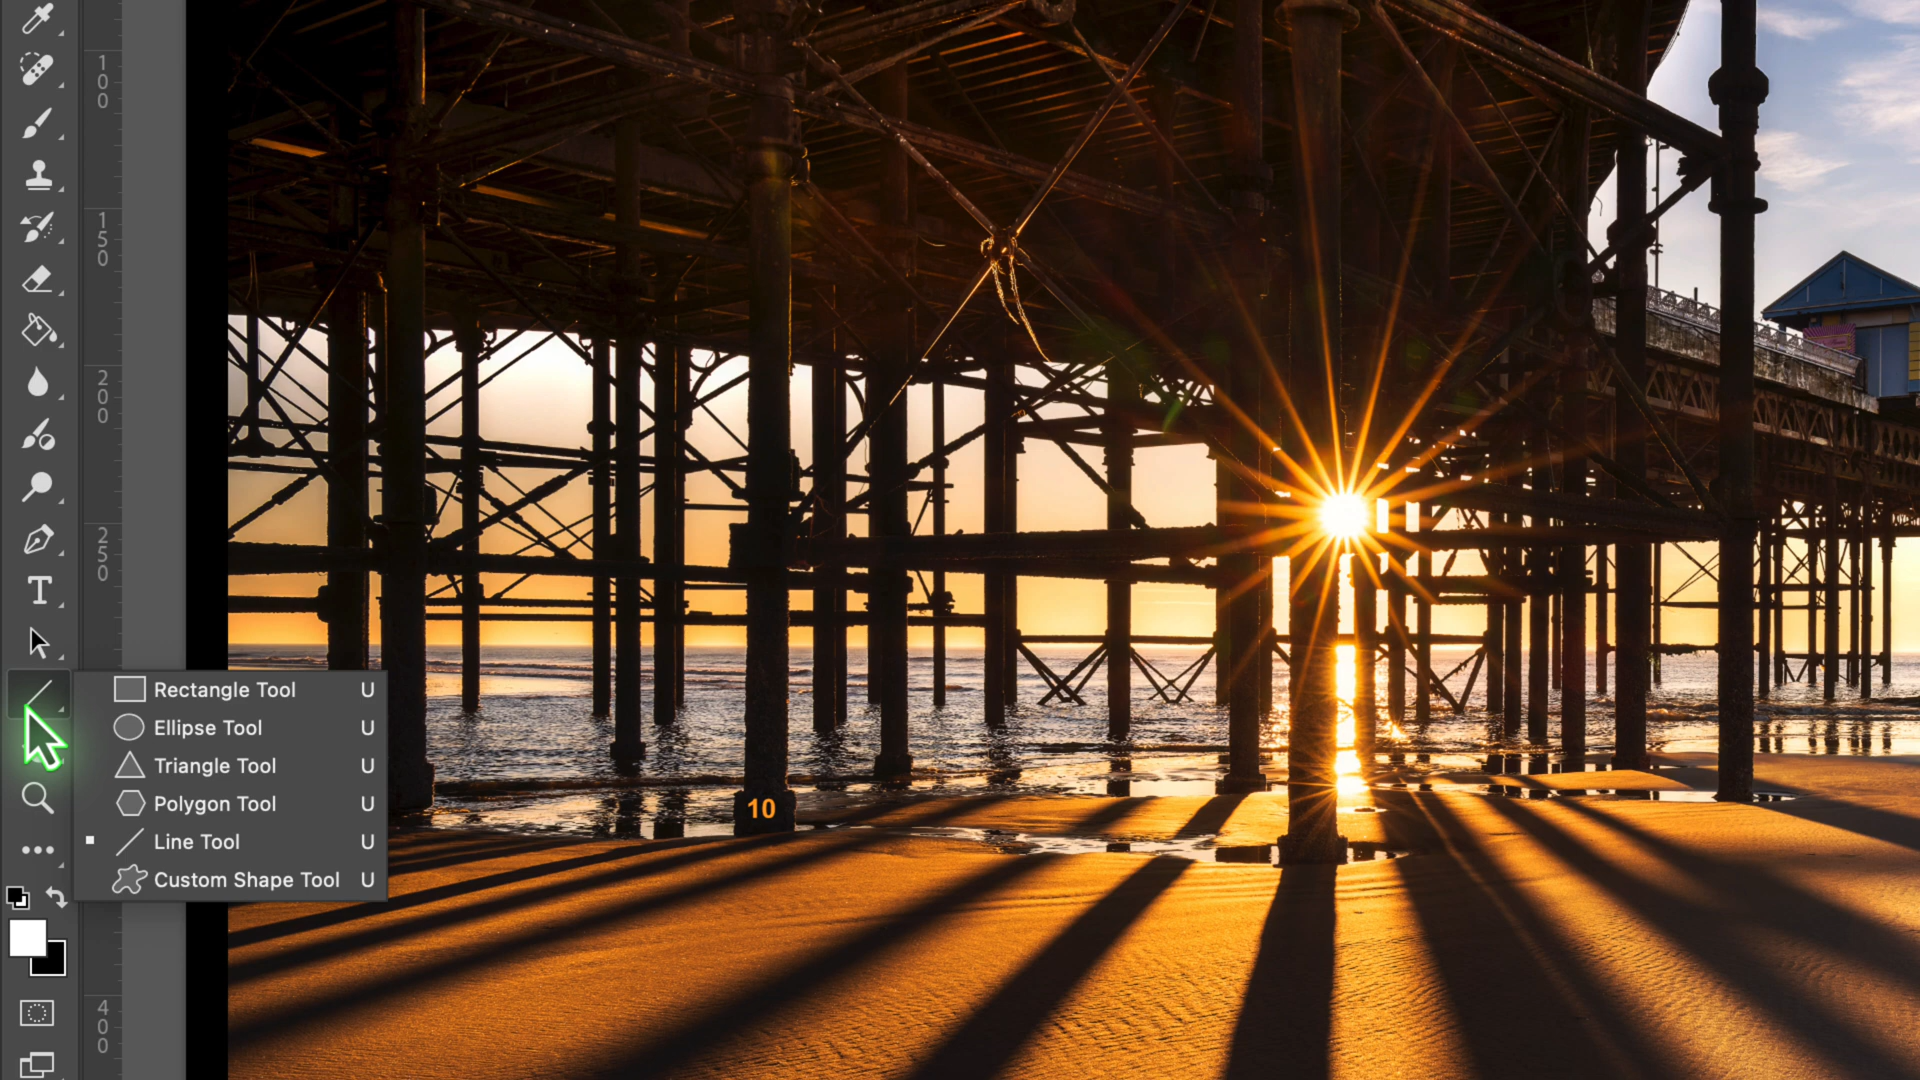 100
150
200
250
Rectangle Tool U
Ellipse Tool U
Triangle Tool U
Polygon Tool U
Line Tool U
Custom Shape Tool U
10
400